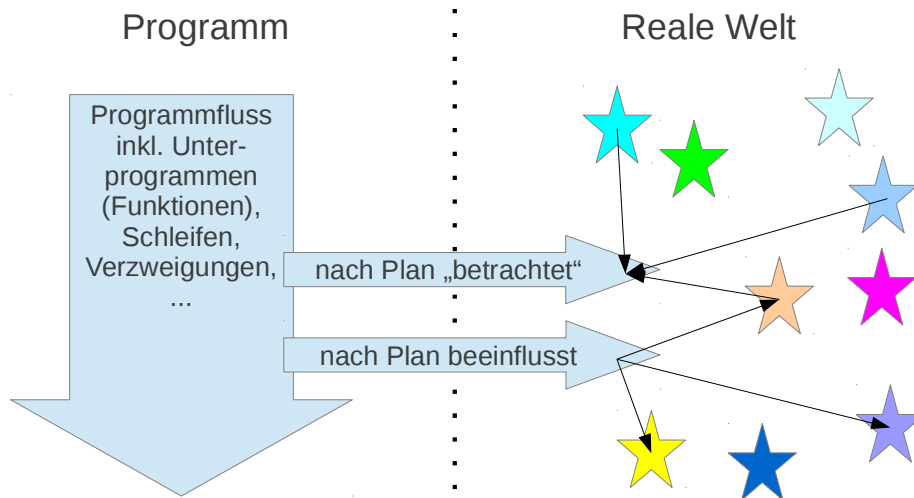 Programm
Reale Welt
Programmfluss
inkl. Unter-
programmen
(Funktionen),
Schleifen,
Verzweigungen,
...
nach Plan „betrachtet“
nach Plan beeinflusst